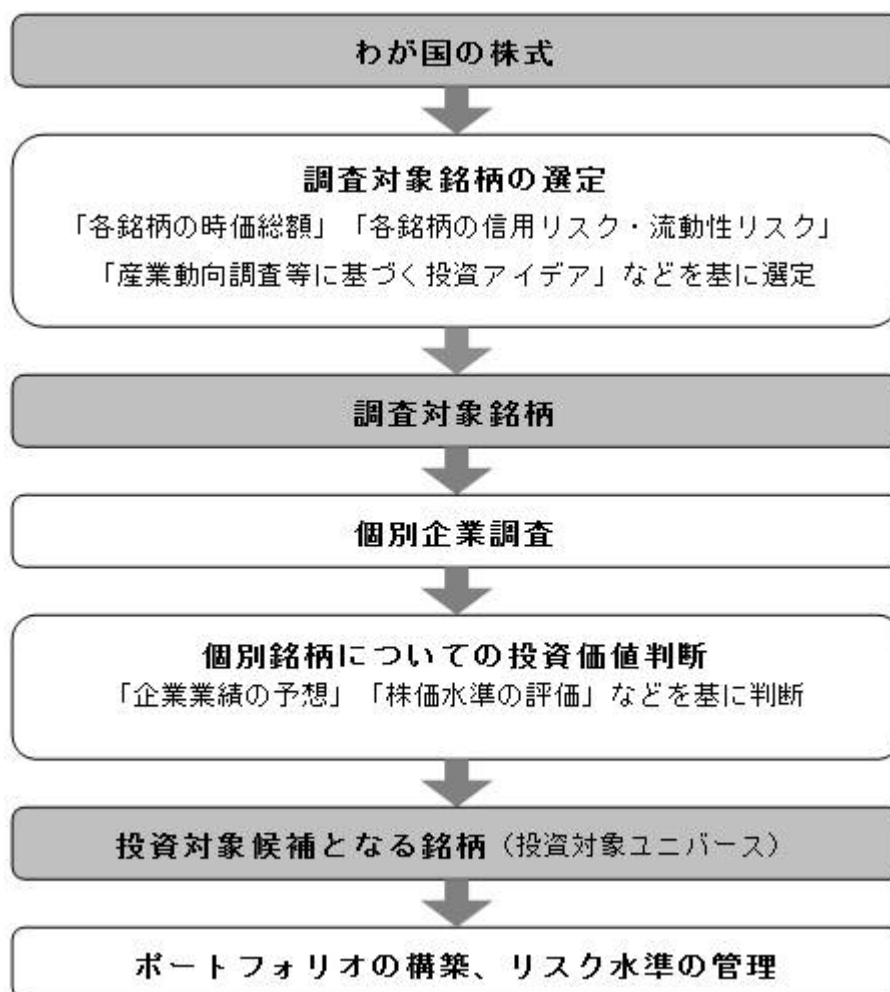 わが国の株式
調査対象銘柄の選定
「各銘柄の時価総額」「各銘柄の信用リスク・流動性リスク」
「産業動向調査等に基づく投資アイデア」などを基に選定
調査対象銘柄
個別企業調査
個別銘柄についての投資価値判断
「企業業績の予想」「株価水準の評価」などを基に判断
投資対象候補となる銘柄（投資対象ユニバース）
ポートフォリオの構築、リスク水準の管理